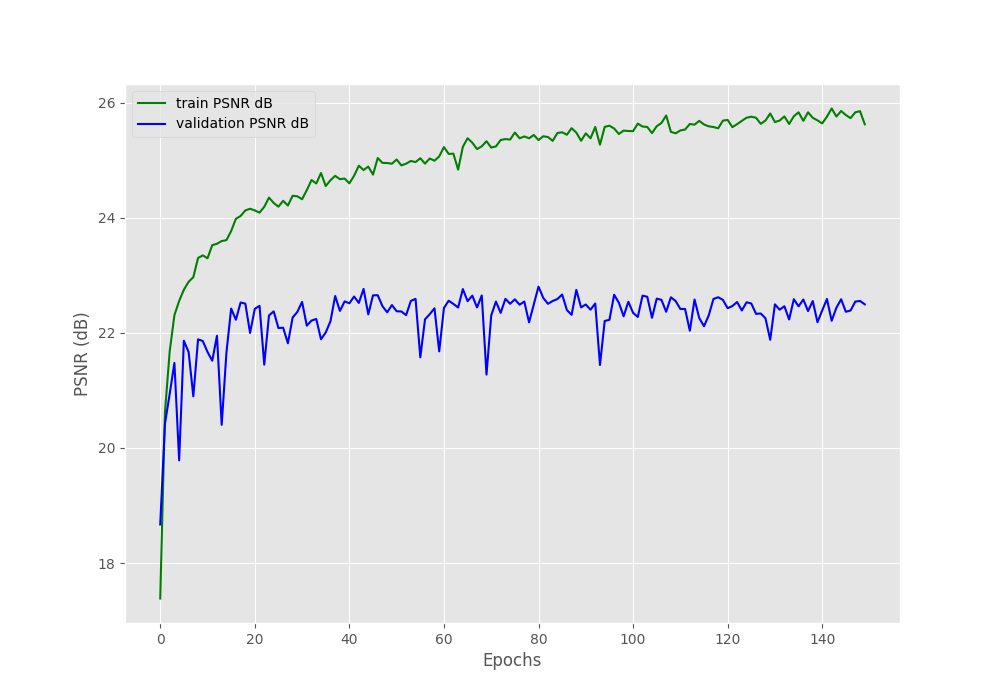 train PSNR dB
validation PSNR dB
PSNR (dB)
26
24
22
20
18
0 20 40 60 80 100 120 140
Epochs